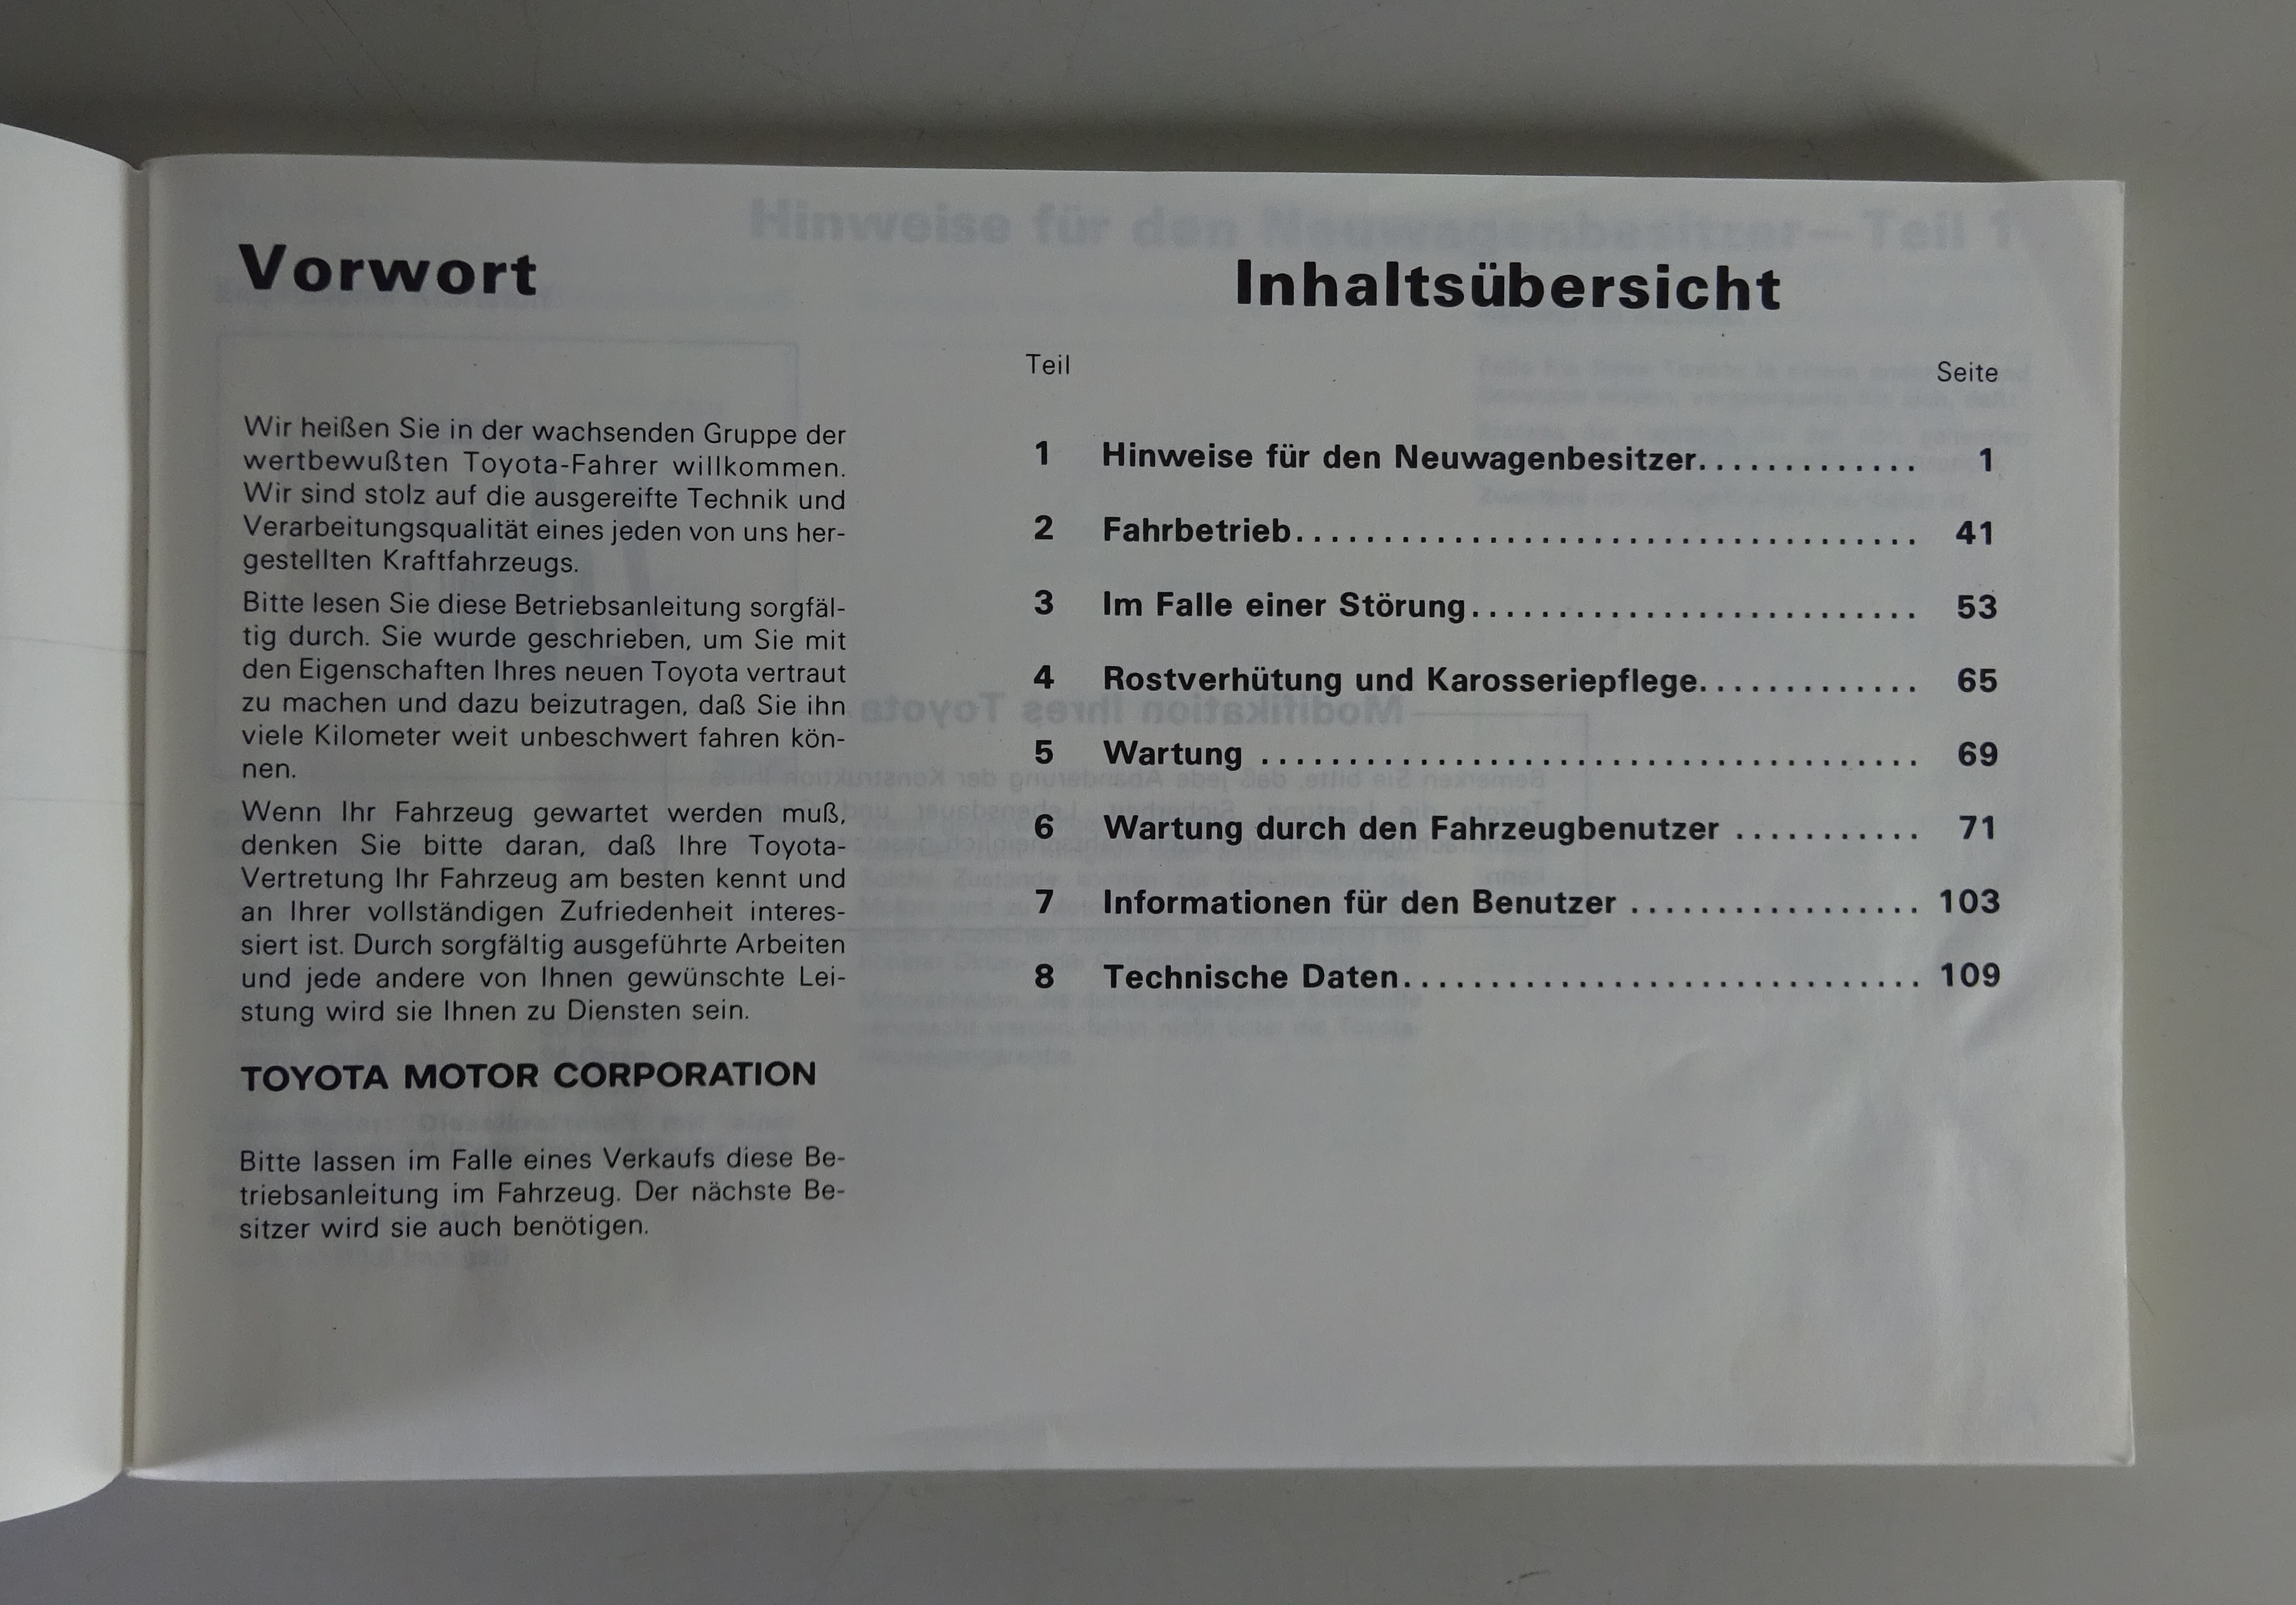 Vorwort
Wir heißen Sie in der wachsenden Gruppe der
wertbewußten Toyota-Fahrer willkommen.
Wir sind stolz auf die ausgereifte Technik und
Verarbeitungsqualität eines jeden von uns her-
gestellten Kraftfahrzeugs.
Bitte lesen Sie diese Betriebsanleitung sorgfäl-
tig durch. Sie wurde geschrieben, um Sie mit
den Eigenschaften Ihres neuen Toyota vertraut
zu machen und dazu beizutragen, daß Sie ihn
viele Kilometer weit unbeschwert fahren kön-
nen.
Wenn Ihr Fahrzeug gewartet werden muß,
denken Sie bitte daran, daß Ihre Toyota-
Vertretung Ihr Fahrzeug am besten kennt und
an Ihrer vollständigen Zufriedenheit interes-
siert ist. Durch sorgfältig ausgeführte Arbeiten
und jede andere von Ihnen gewünschte Lei-
stung wird sie Ihnen zu Diensten sein.
TOYOTA MOTOR CORPORATION
Bitte lassen im Falle eines Verkaufs diese Be-
triebsanleitung im Fahrzeug. Der nächste Be-
sitzer wird sie auch benötigen.
Inhaltsübersicht
Teil Seite
1 Hinweise für den Neuwagenbesitzer............. 1
2 Fahrbetrieb.................................... 41
3 Im Falle einer Störung.......................... 53
4 Rostverhütung und Karosseriepflege............. 65
5 Wartung ...................................... 69
6 Wartung durch den Fahrzeugbenutzer ........... 71
7 Informationen für den Benutzer ................. 103
8 Technische Daten.............................. 109
Hinweise für den Neuwagenbesitzer—Teil 1
Modifikation Ihres Toyota